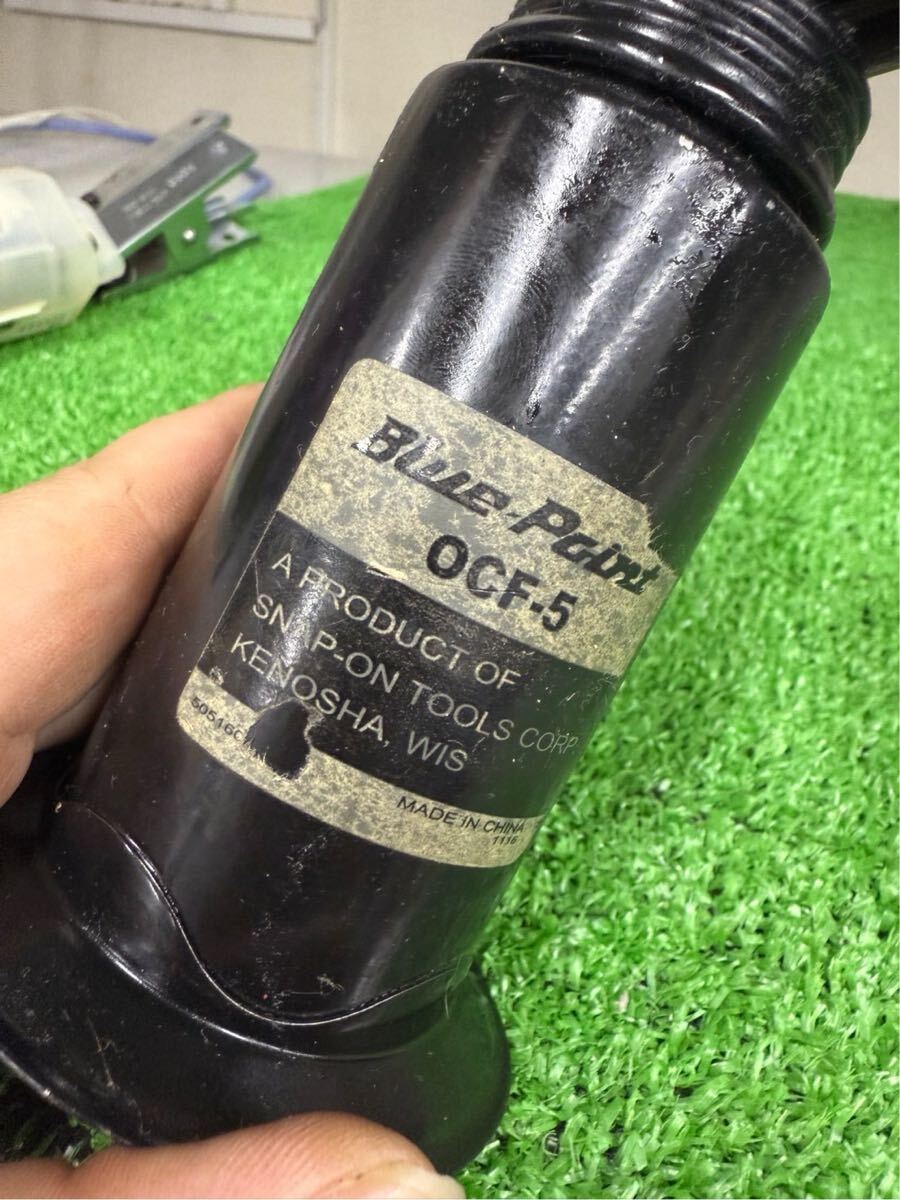 Blue-Point
OCF-5
A PRODUCT OF
SNAP-ON TOOLS CORP
KENOSHA, WIS
MADE IN CHINA